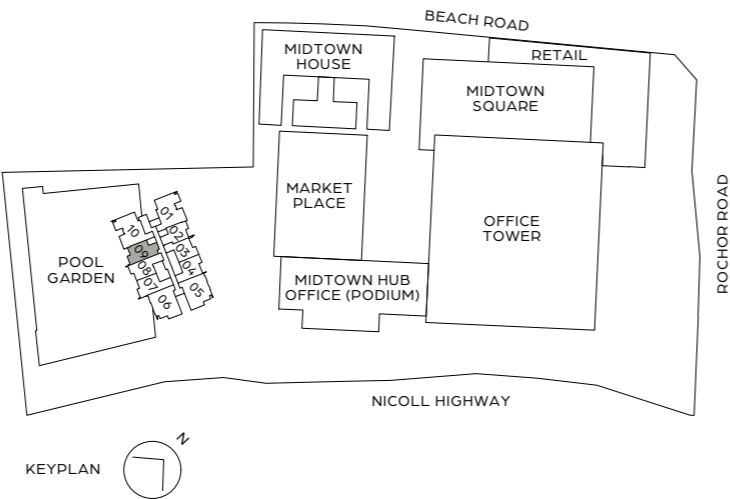 BEACH ROAD
MIDTOWN
HOUSE
RETAIL
MIDTOWN
SQUARE
MARKET
PLACE
OFFICE
TOWER
ROCHOR ROAD
01
10
02
09
03
08
04
07
05
06
POOL
GARDEN
MIDTOWN HUB
OFFICE (PODIUM)
NICOLL HIGHWAY
N
KEYPLAN